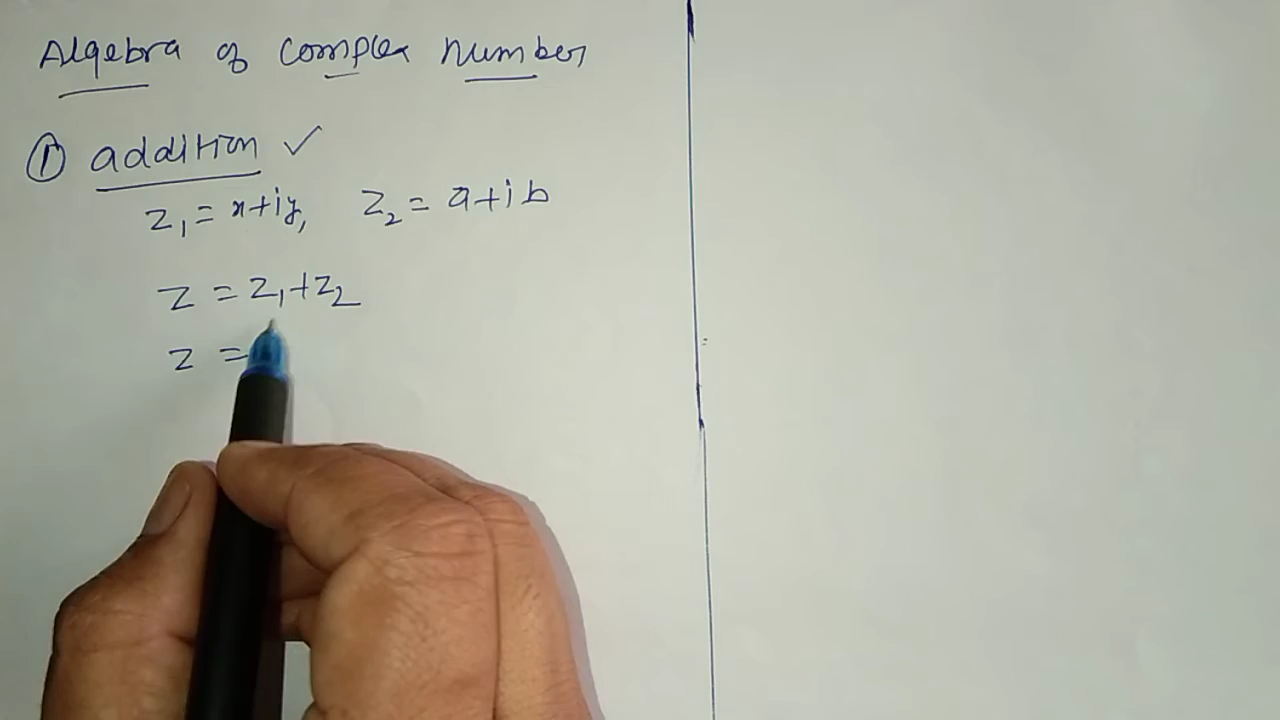 Algebra of Complex Number
① addition ✓
z₁ = x+iy, z₂ = a+ib
z = z₁+z₂
z =